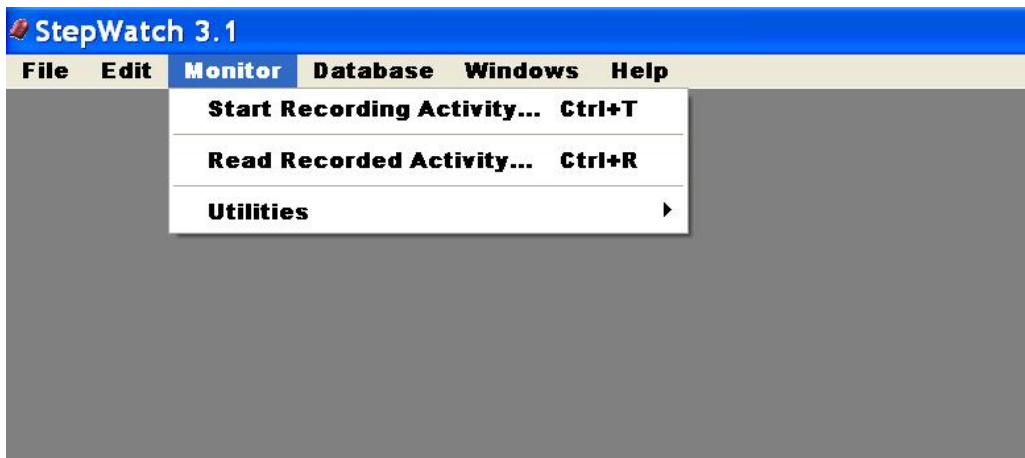 StepWatch 3.1
File Edit Monitor Database Windows Help
Start Recording Activity... Ctrl+T
Read Recorded Activity... Ctrl+R
Utilities